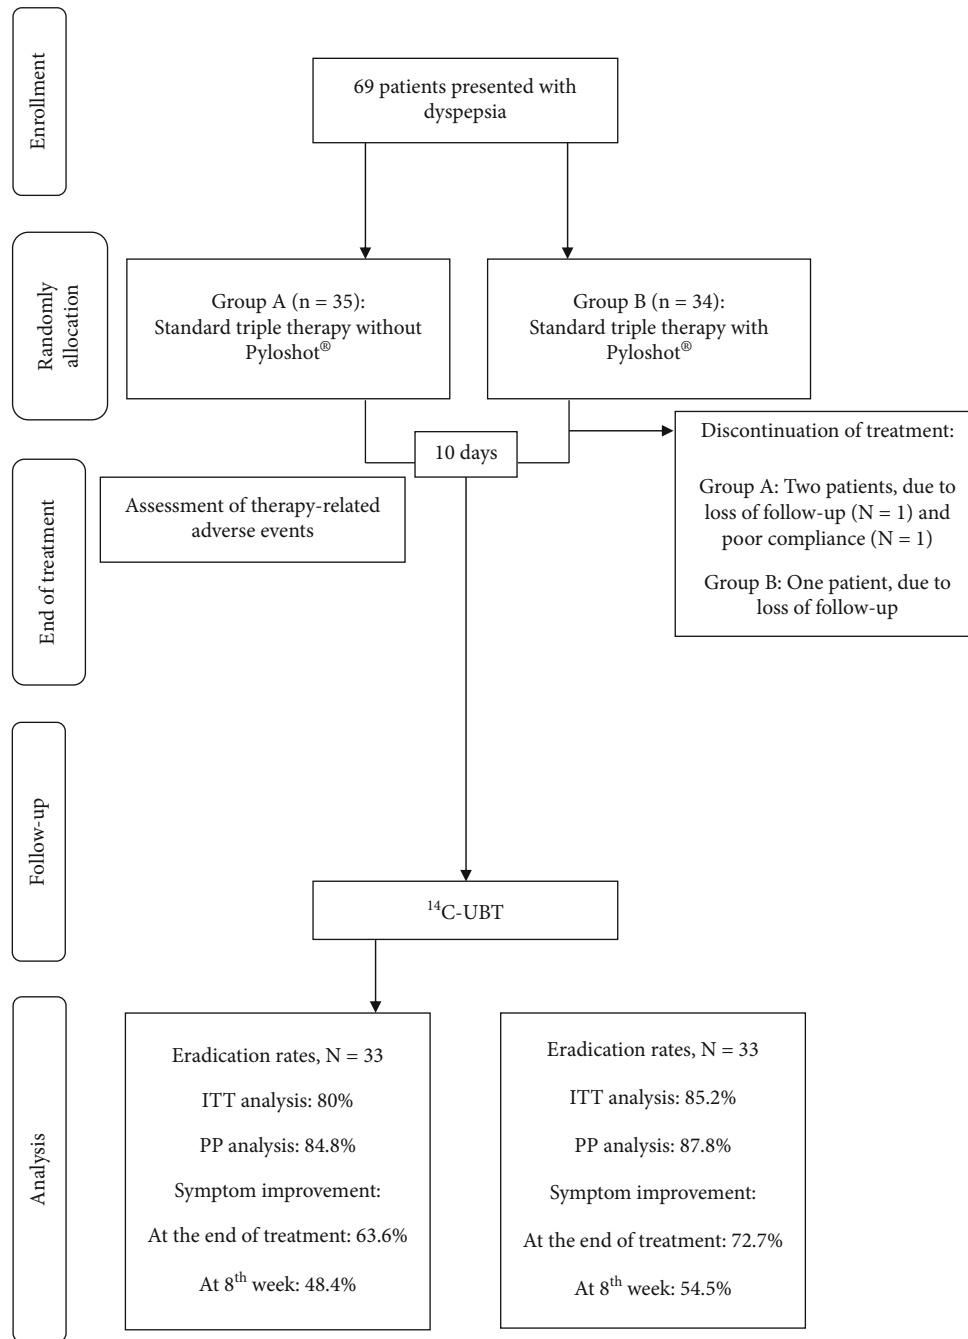 Enrollment
69 patients presented with
dyspepsia
Randomly
allocation
Group A (n = 35):
Standard triple therapy without
Pyloshot®
Group B (n = 34):
Standard triple therapy with
Pyloshot®
10 days
Discontinuation of treatment:
Group A: Two patients, due to
loss of follow-up (N = 1) and
poor compliance (N = 1)
Group B: One patient, due to
loss of follow-up
End of treatment
Assessment of therapy-related
adverse events
Follow-up
¹⁴C-UBT
Analysis
Eradication rates, N = 33
ITT analysis: 80%
PP analysis: 84.8%
Symptom improvement:
At the end of treatment: 63.6%
At 8th week: 48.4%
Eradication rates, N = 33
ITT analysis: 85.2%
PP analysis: 87.8%
Symptom improvement:
At the end of treatment: 72.7%
At 8th week: 54.5%